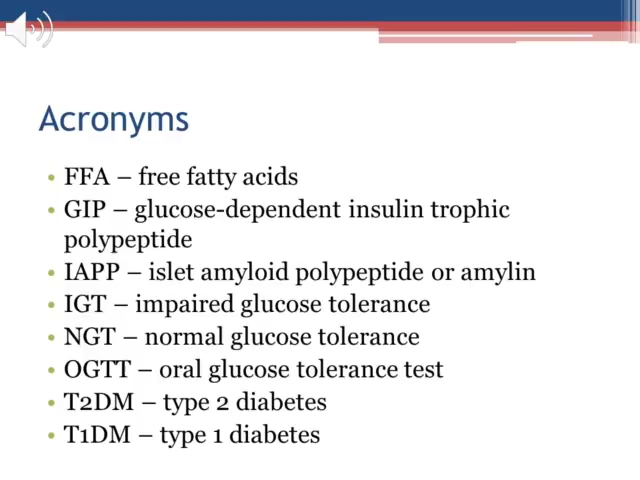 Acronyms
• FFA – free fatty acids
• GIP – glucose-dependent insulin trophic
polypeptide
• IAPP – islet amyloid polypeptide or amylin
• IGT – impaired glucose tolerance
• NGT – normal glucose tolerance
• OGTT – oral glucose tolerance test
• T2DM – type 2 diabetes
• T1DM – type 1 diabetes